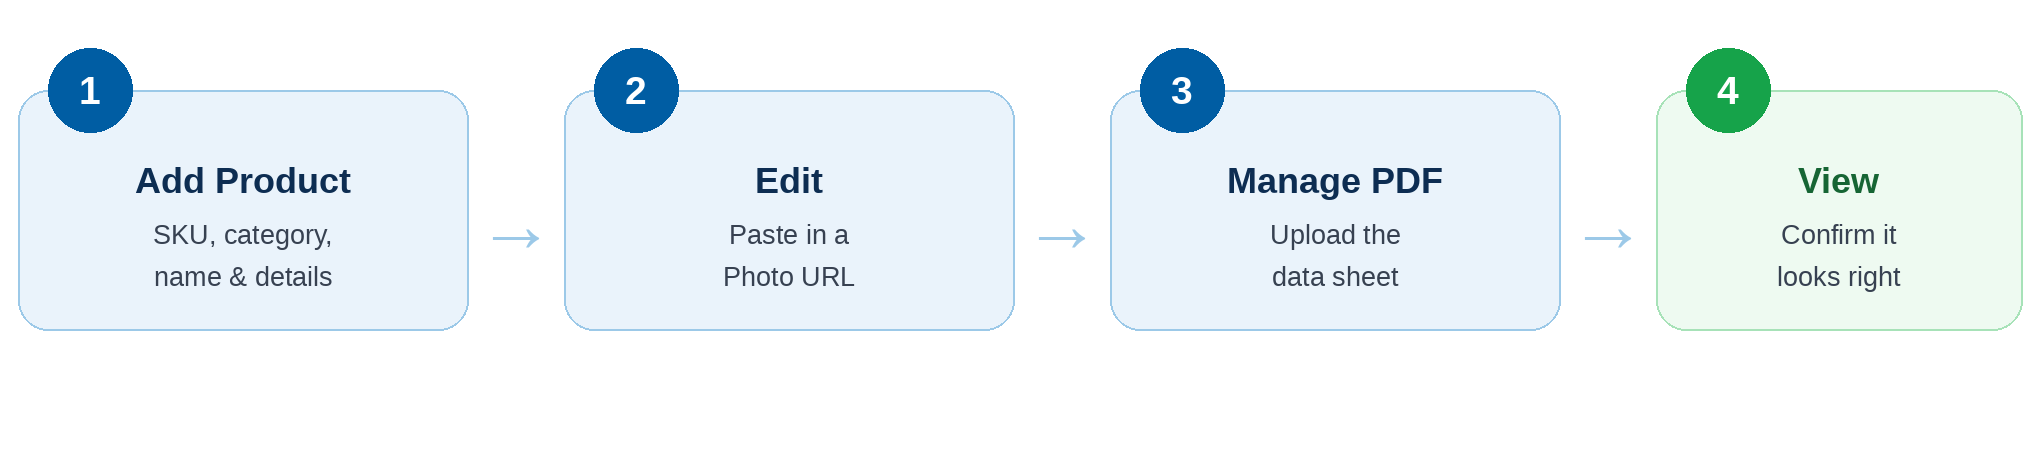 1
Add Product
SKU, category,
name & details
→
2
Edit
Paste in a
Photo URL
→
3
Manage PDF
Upload the
data sheet
→
4
View
Confirm it
looks right